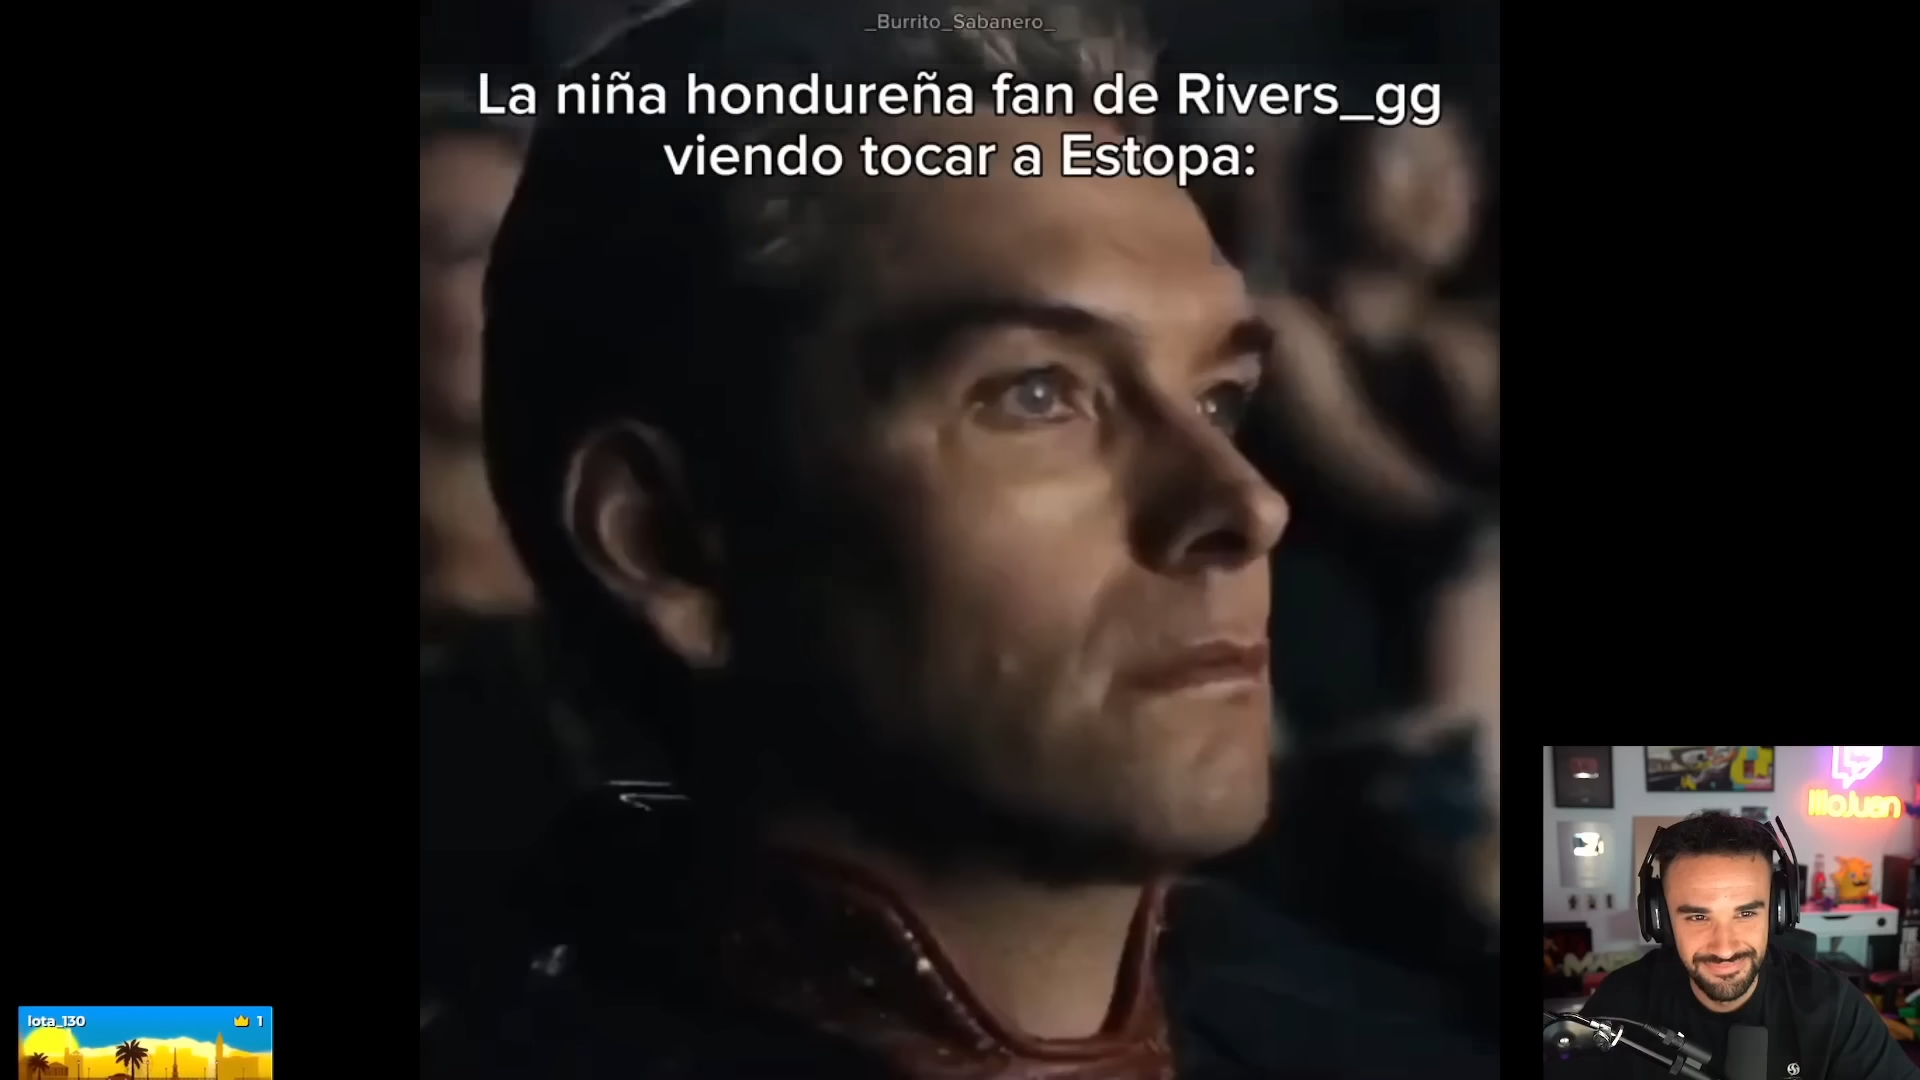 _Burrito_Sabanero_
La niña hondureña fan de Rivers_gg
viendo tocar a Estopa:
IlloJuan
lota_130
1